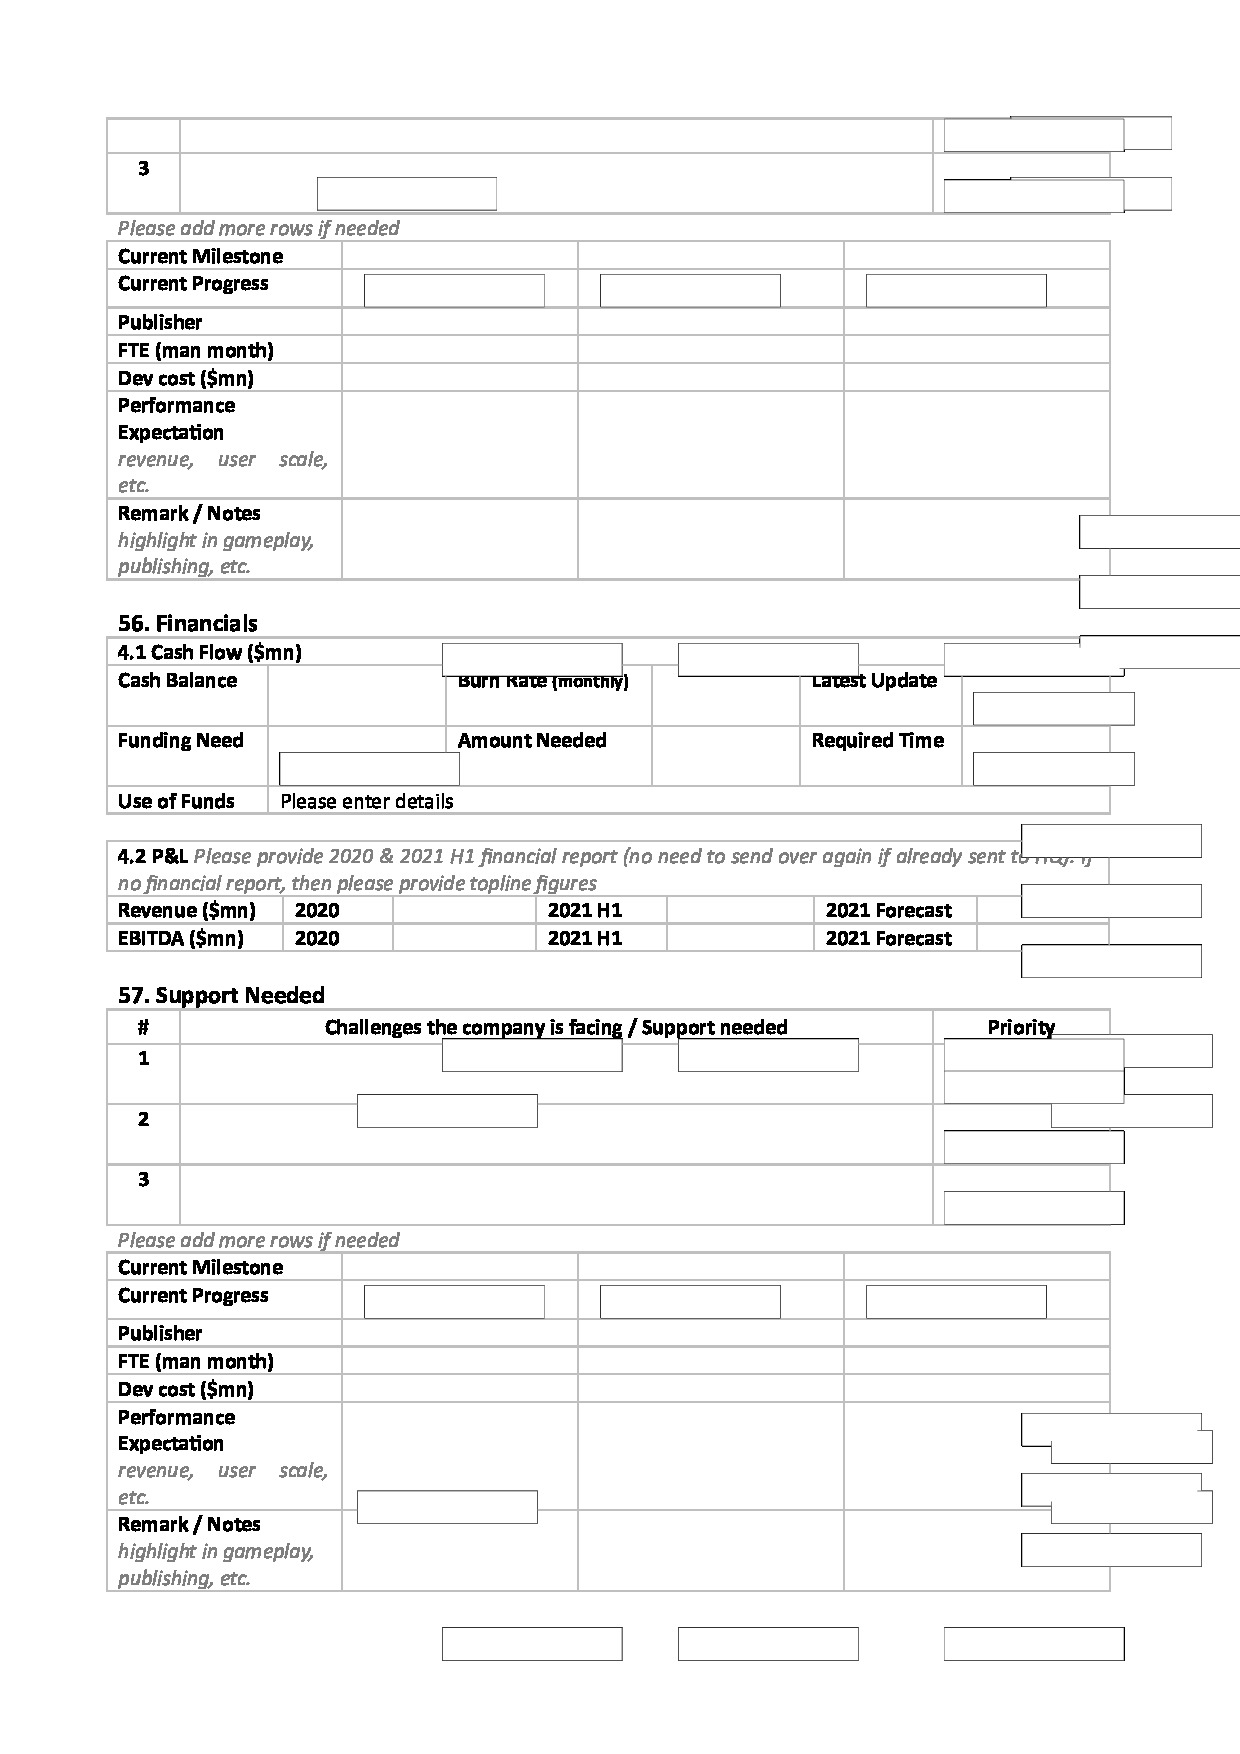 3
Please add more rows if needed
Current Milestone
Current Progress
Publisher
FTE (man month)
Dev cost ($mn)
Performance
Expectation
revenue, user scale,
etc.
Remark / Notes
highlight in gameplay,
publishing, etc.
56. Financials
4.1 Cash Flow ($mn)
Cash Balance Burn Rate (monthly) Latest Update
Funding Need Amount Needed Required Time
Use of Funds Please enter details
4.2 P&L Please provide 2020 & 2021 H1 financial report (no need to send over again if already sent to If
no financial report, then please provide topline figures
Revenue ($mn) 2020 2021 H1 2021 Forecast
EBITDA ($mn) 2020 2021 H1 2021 Forecast
57. Support Needed
# Challenges the company is facing / Support needed Priority
1
2
3
Please add more rows if needed
Current Milestone
Current Progress
Publisher
FTE (man month)
Dev cost ($mn)
Performance
Expectation
revenue, user scale,
etc.
Remark / Notes
highlight in gameplay,
publishing, etc.